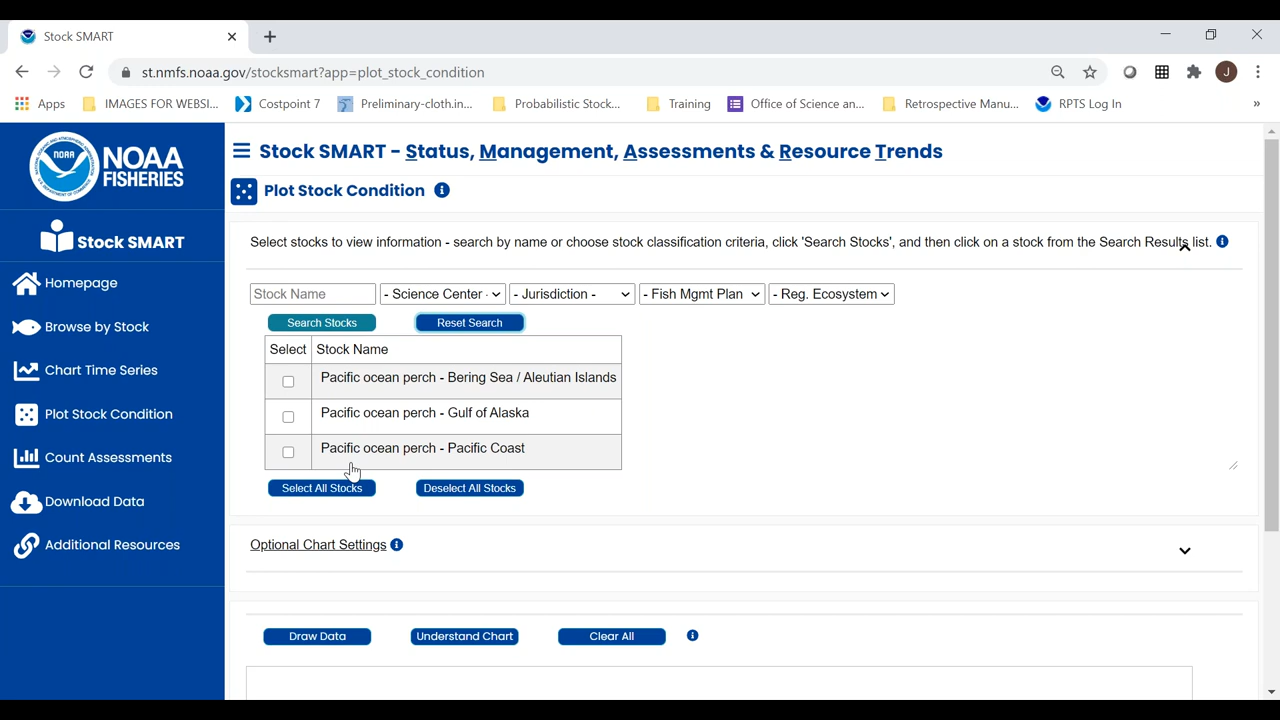 Stock SMART
st.nmfs.noaa.gov/stocksmart?app=plot_stock_condition
J
Apps
IMAGES FOR WEBSI...
Costpoint 7
Preliminary-cloth.in...
Probabilistic Stock...
Training
Office of Science an...
Retrospective Manu...
RPTS Log In
»
NOAA
NOAA
FISHERIES
Stock SMART
Homepage
Browse by Stock
Chart Time Series
Plot Stock Condition
Count Assessments
Download Data
Additional Resources
Stock SMART - Status, Management, Assessments & Resource Trends
Plot Stock Condition
Select stocks to view information - search by name or choose stock classification criteria, click 'Search Stocks', and then click on a stock from the Search Results list.
Stock Name
- Science Center -
- Jurisdiction -
- Fish Mgmt Plan
- Reg. Ecosystem
Search Stocks
Reset Search
Select Stock Name
Pacific ocean perch - Bering Sea / Aleutian Islands
Pacific ocean perch - Gulf of Alaska
Pacific ocean perch - Pacific Coast
Select All Stocks
Deselect All Stocks
Optional Chart Settings
Draw Data
Understand Chart
Clear All